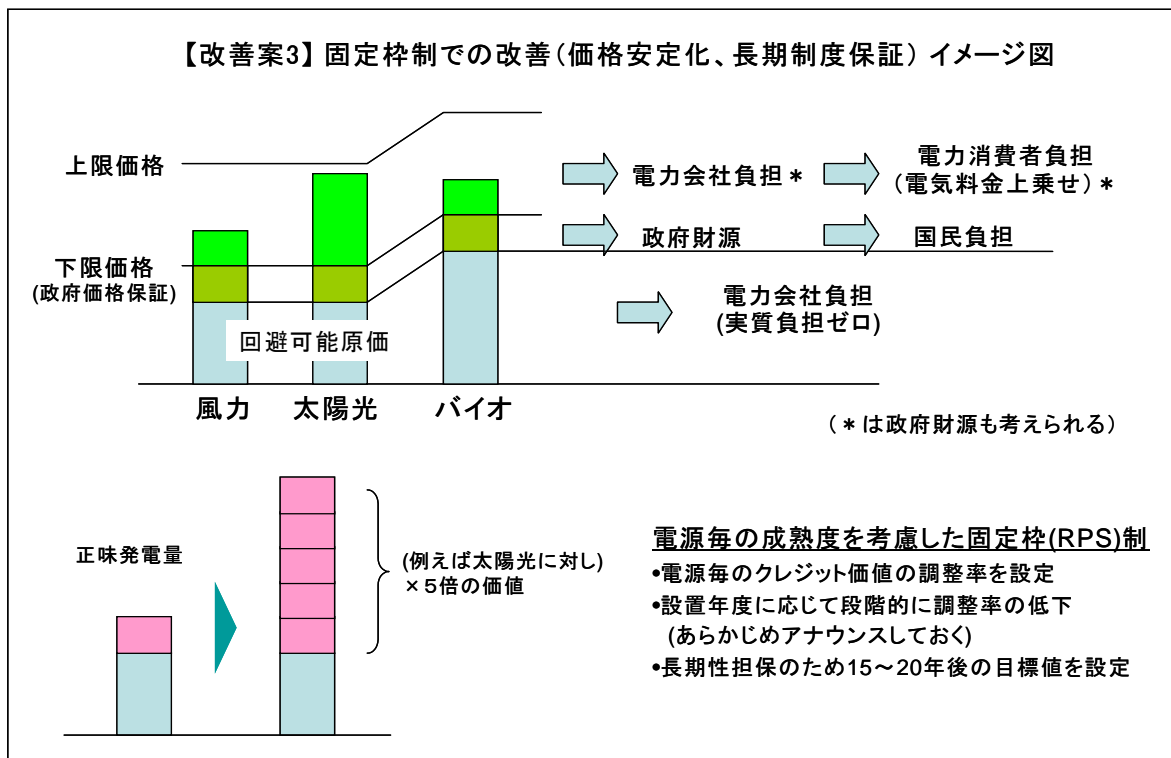 【改善案3】 固定枠制での改善(価格安定化、長期制度保証) イメージ図
上限価格
下限価格
(政府価格保証)
回避可能原価
風力
太陽光
バイオ
電力会社負担＊
電力消費者負担
(電気料金上乗せ)＊
政府財源
国民負担
電力会社負担
(実質負担ゼロ)
(＊は政府財源も考えられる)
正味発電量
(例えば太陽光に対し)
×5倍の価値
電源毎の成熟度を考慮した固定枠(RPS)制
•電源毎のクレジット価値の調整率を設定
•設置年度に応じて段階的に調整率の低下
(あらかじめアナウンスしておく)
•長期性担保のため15～20年後の目標値を設定